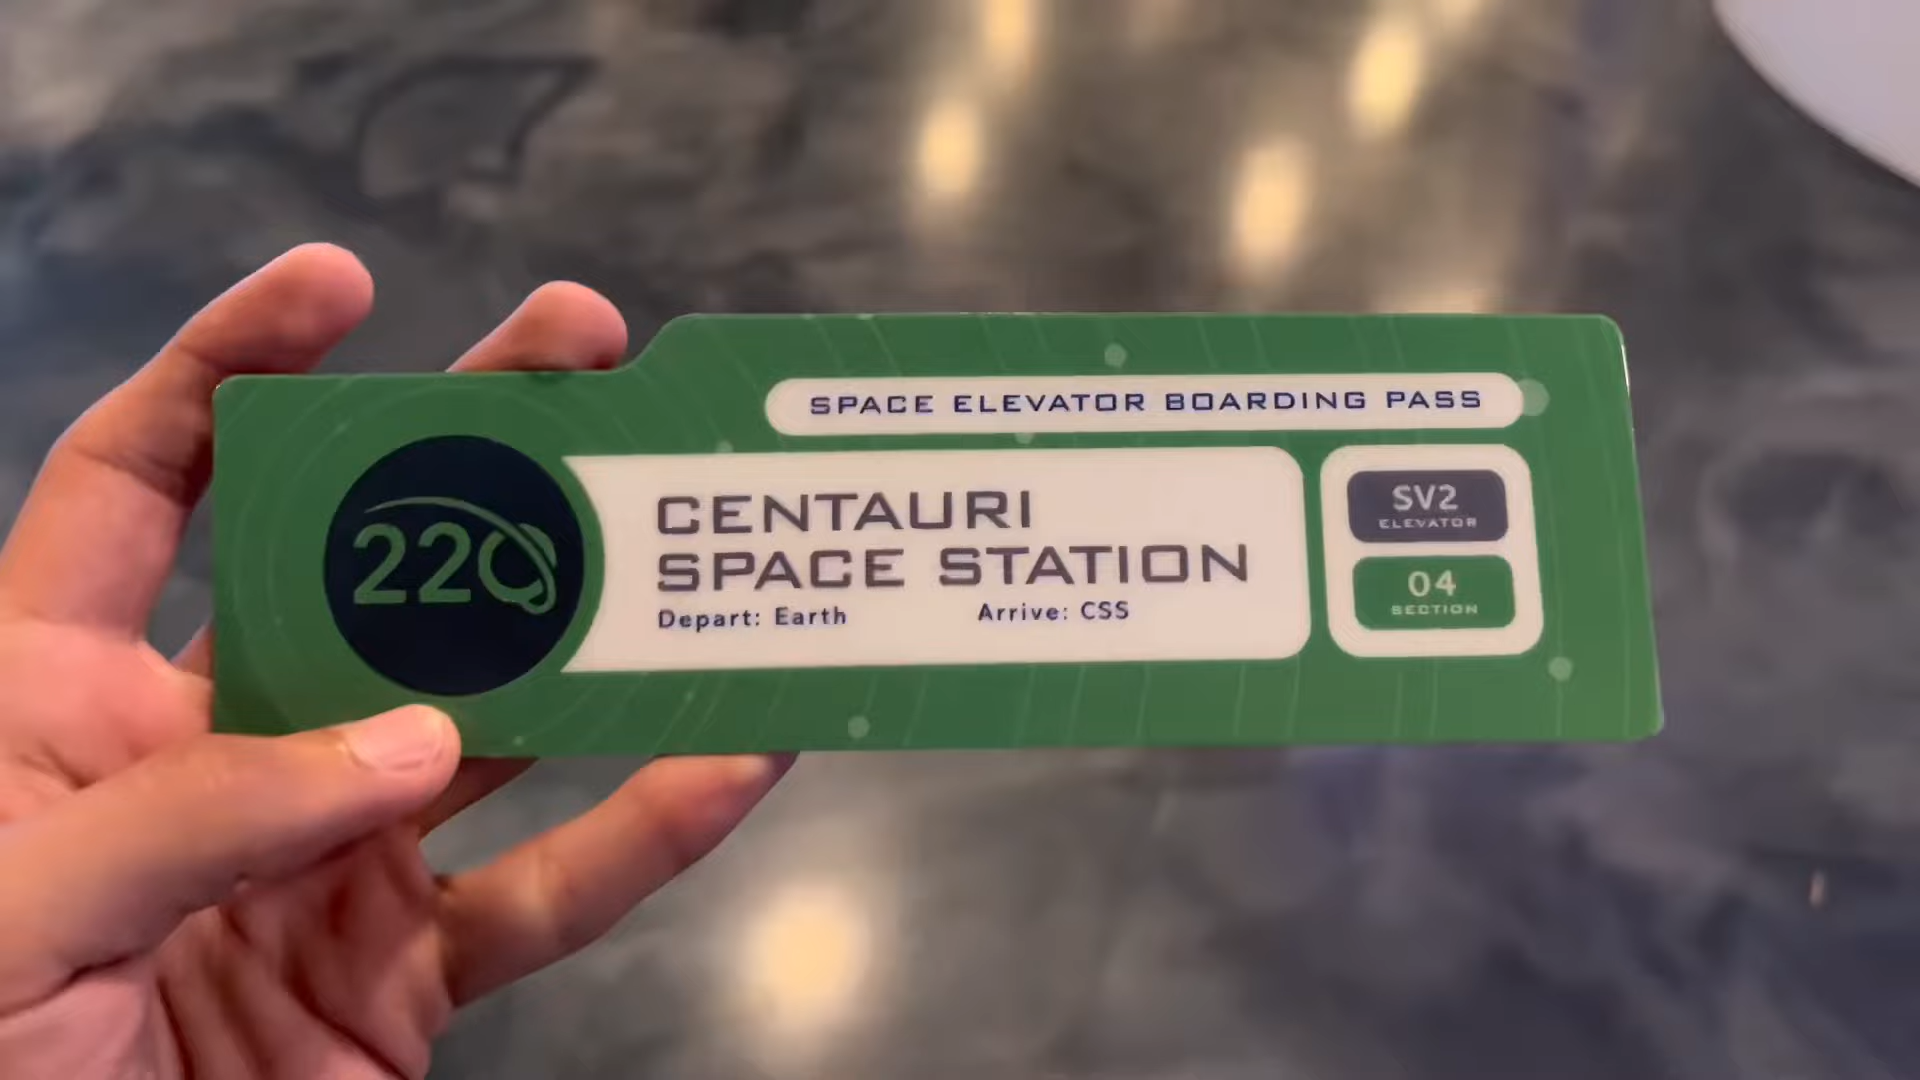 SPACE ELEVATOR BOARDING PASS
220
CENTAURI
SPACE STATION
Depart: Earth Arrive: CSS
SV2
ELEVATOR
04
SECTION